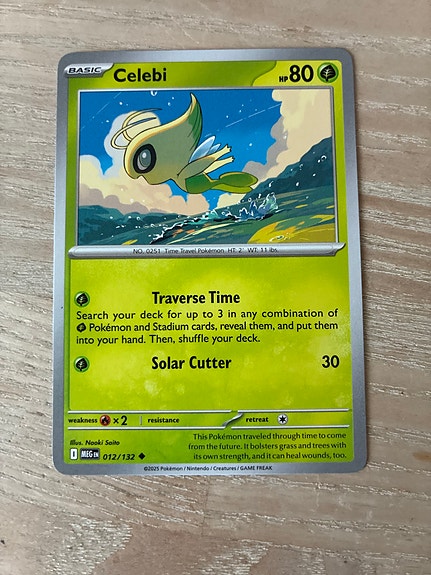 BASIC Celebi HP 80
NO. 0251 Time Travel Pokémon HT: 2' WT: 11 lbs.
Traverse Time
Search your deck for up to 3 in any combination of
Pokémon and Stadium cards, reveal them, and put them
into your hand. Then, shuffle your deck.
Solar Cutter 30
weakness ×2 resistance retreat
Illus. Naoki Saito
This Pokémon traveled through time to come
from the future. It bolsters grass and trees with
its own strength, and it can heal wounds, too.
I MEG EN 012/132
©2025 Pokémon / Nintendo / Creatures / GAME FREAK